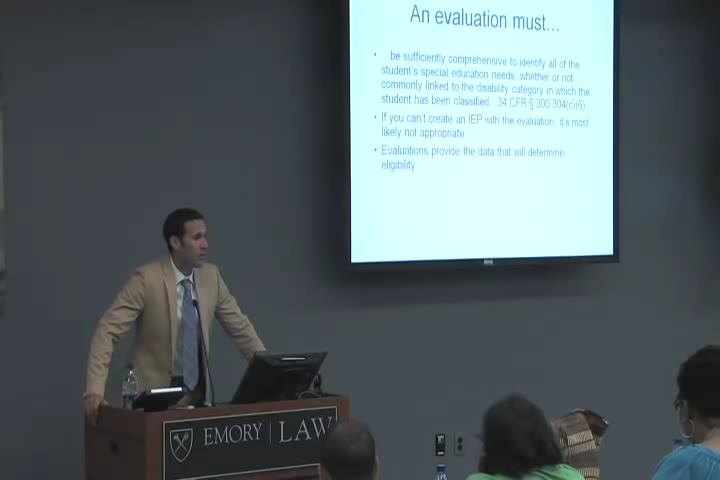 An evaluation must...
• ...be sufficiently comprehensive to identify all of the
student's special education needs, whether or not
commonly linked to the disability category in which the
student has been classified. 34 CFR § 300.304(c)(6)
• If you can't create an IEP with the evaluation, it's most
likely not appropriate
• Evaluations provide the data that will determine
eligibility
EMORY | LAW